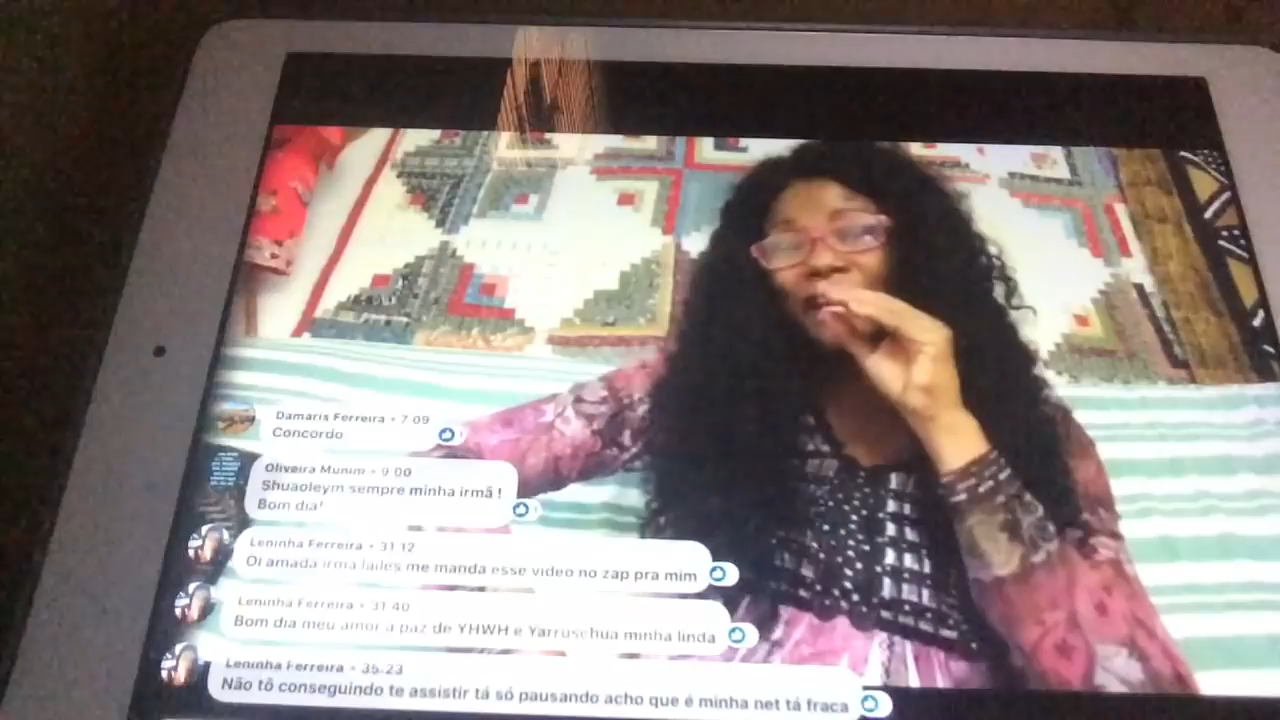 Damaris Ferreira • 7:09
Concordo
Oliveira Munim • 9:00
Shuaoleym sempre minha irmã !
Bom dia!
Leninha Ferreira • 31:12
Oi amada irma lailes me manda esse video no zap pra mim
Leninha Ferreira • 31:40
Bom dia meu amor a paz de YHWH e Yarruschua minha linda
Leninha Ferreira • 35:23
Não tô conseguindo te assistir tá só pausando acho que é minha net tá fraca